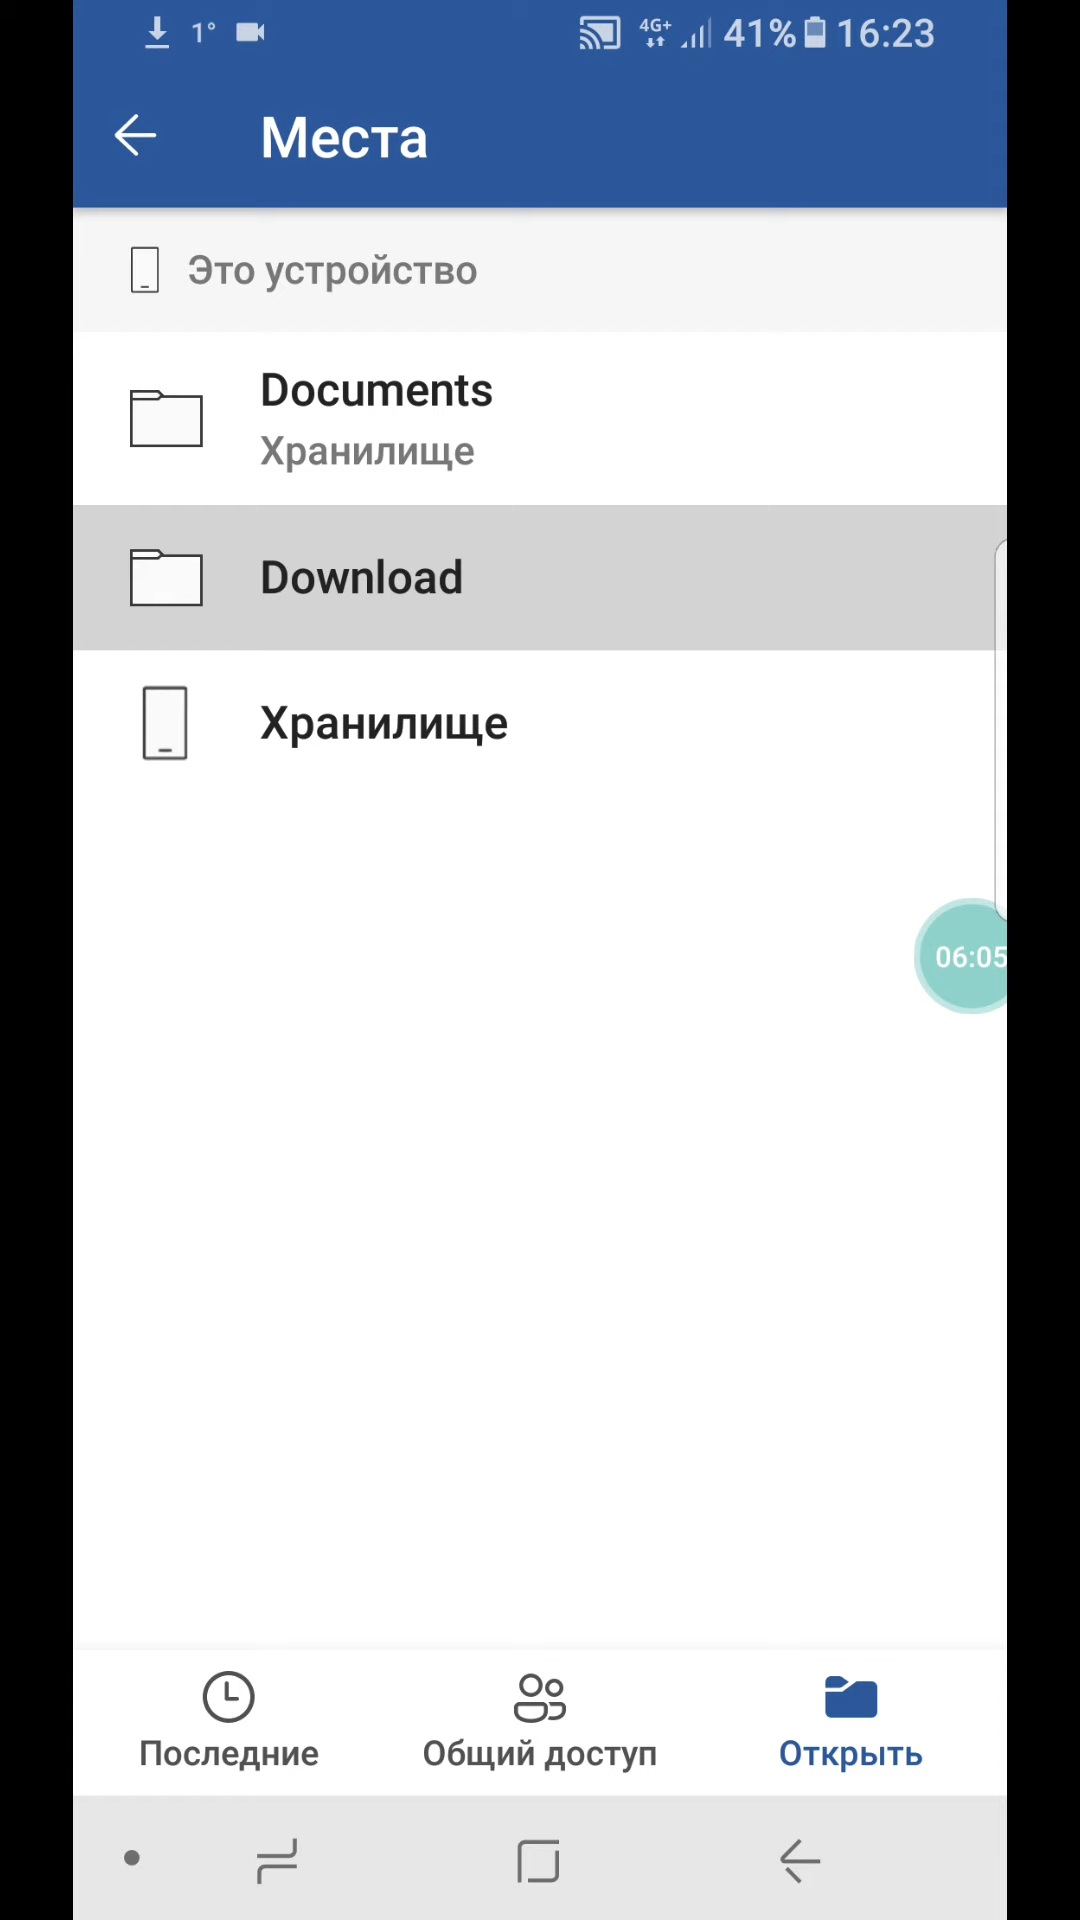 1° 4G+ 41% 16:23
Места
Это устройство
Documents
Хранилище
Download
Хранилище
06:05
Последние Общий доступ Открыть